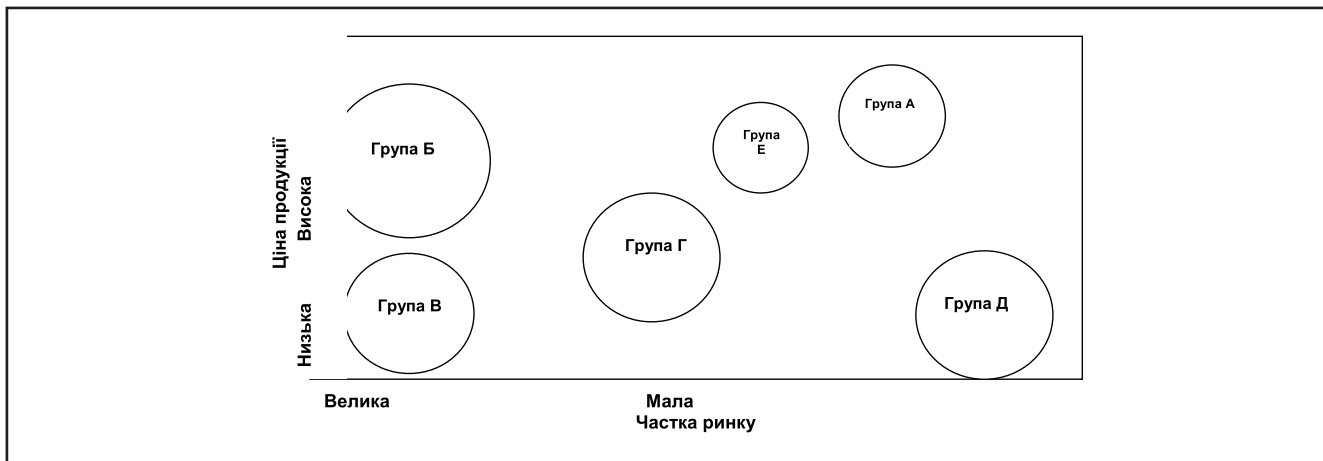 Ціна продукції
Низька Висока
Група Б
Група В
Група Г
Група
Е
Група А
Група Д
Велика Мала
Частка ринку